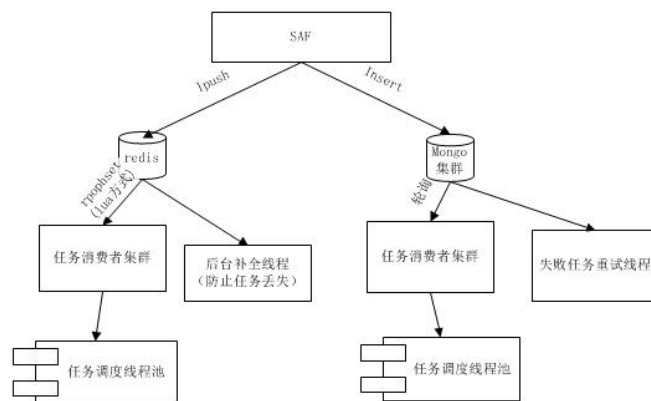 SAF
lpush
Insert
redis
Mongo
集群
rpophset
(lua方式)
轮询
任务消费者集群
后台补全线程
（防止任务丢失）
任务消费者集群
失败任务重试线程
任务调度线程池
任务调度线程池